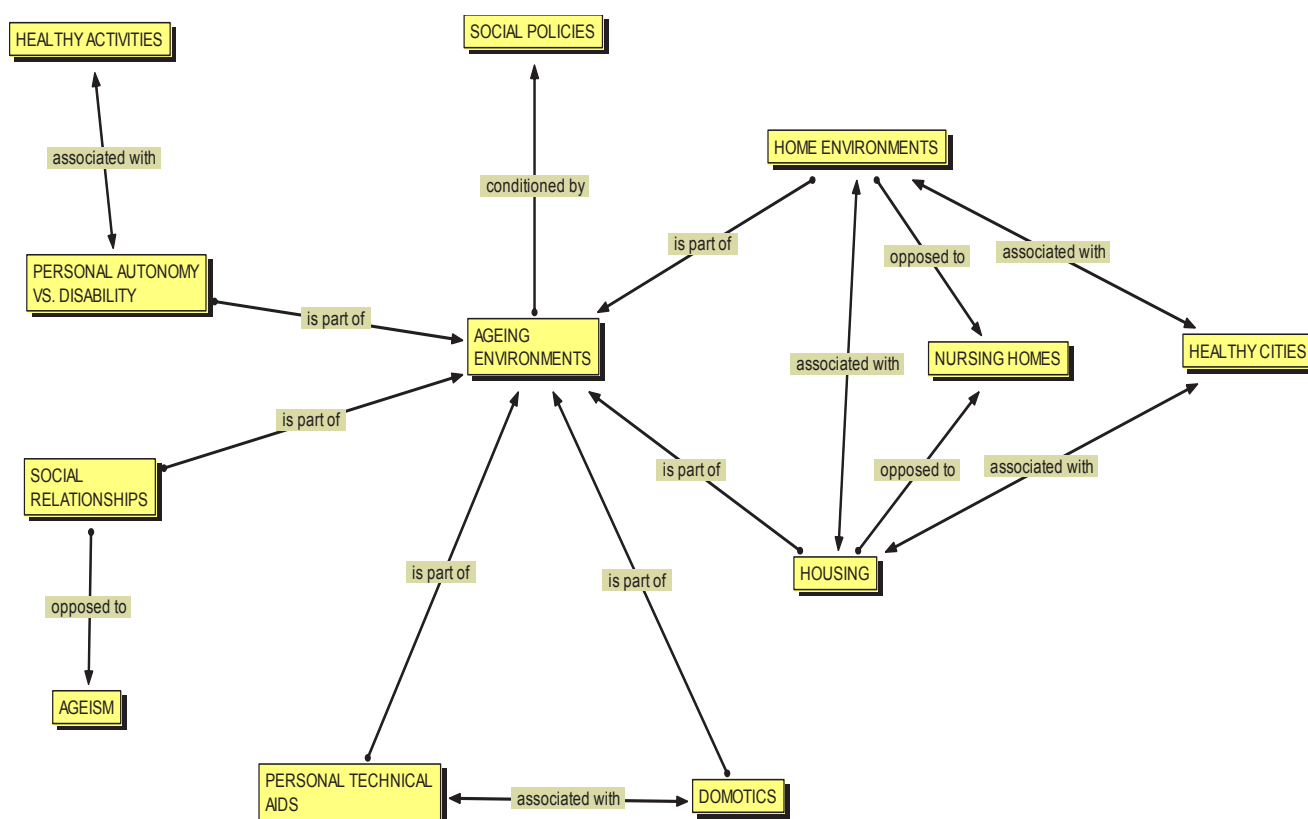 HEALTHY ACTIVITIES
SOCIAL POLICIES
associated with
HOME ENVIRONMENTS
conditioned by
is part of
opposed to
associated with
PERSONAL AUTONOMY
VS. DISABILITY
is part of
AGEING
ENVIRONMENTS
NURSING HOMES
HEALTHY CITIES
associated with
is part of
SOCIAL
RELATIONSHIPS
is part of
opposed to
associated with
is part of
is part of
HOUSING
opposed to
AGEISM
PERSONAL TECHNICAL
AIDS
associated with
DOMOTICS